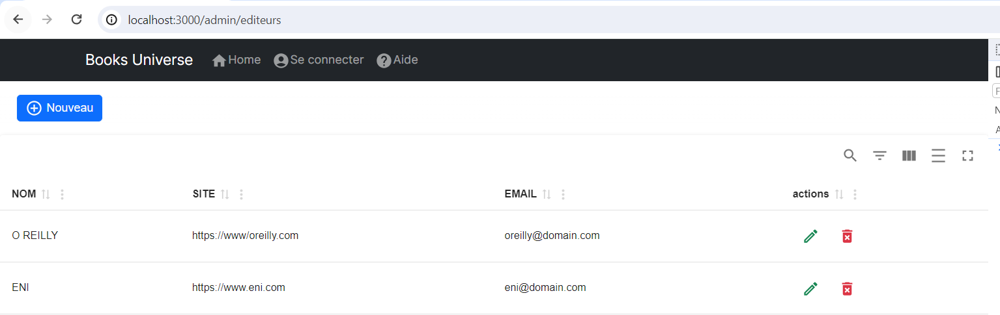 localhost:3000/admin/editeurs
Books Universe Home Se connecter Aide
Nouveau
NOM SITE EMAIL actions
O REILLY https://www/oreilly.com oreilly@domain.com
ENI https://www.eni.com eni@domain.com